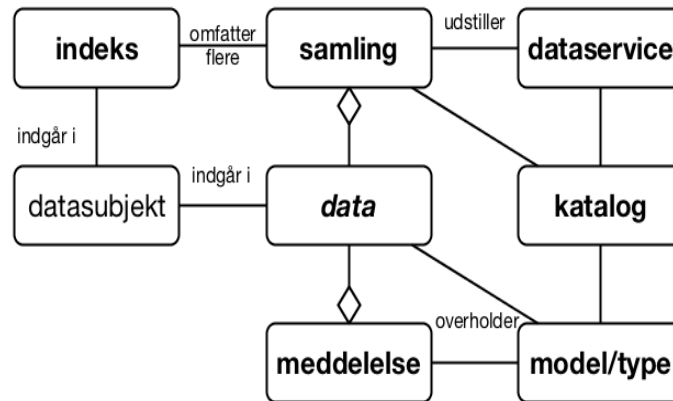 indeks
omfatter
flere
samling
udstiller
dataservice
indgår i
datasubjekt
indgår i
data
katalog
meddelelse
overholder
model/type